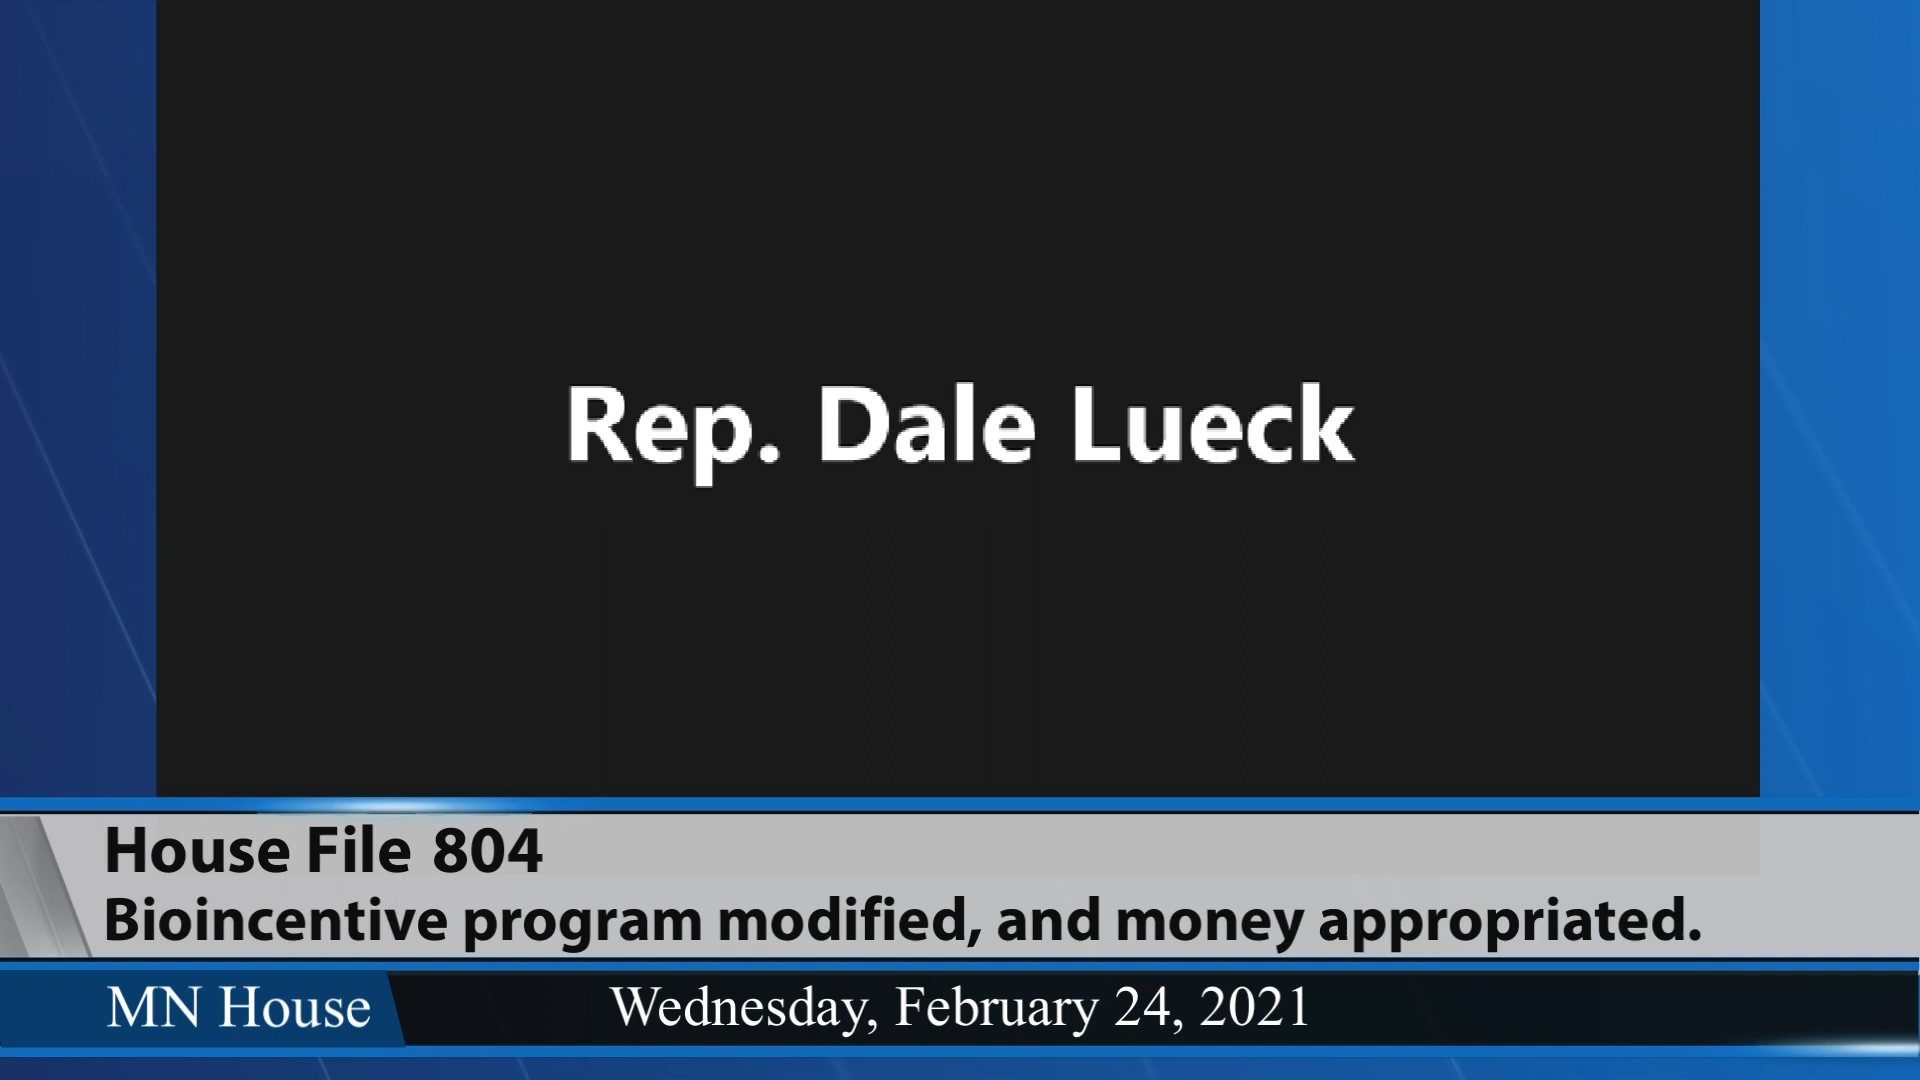 Rep. Dale Lueck
House File 804
Bioincentive program modified, and money appropriated.
MN House
Wednesday, February 24, 2021